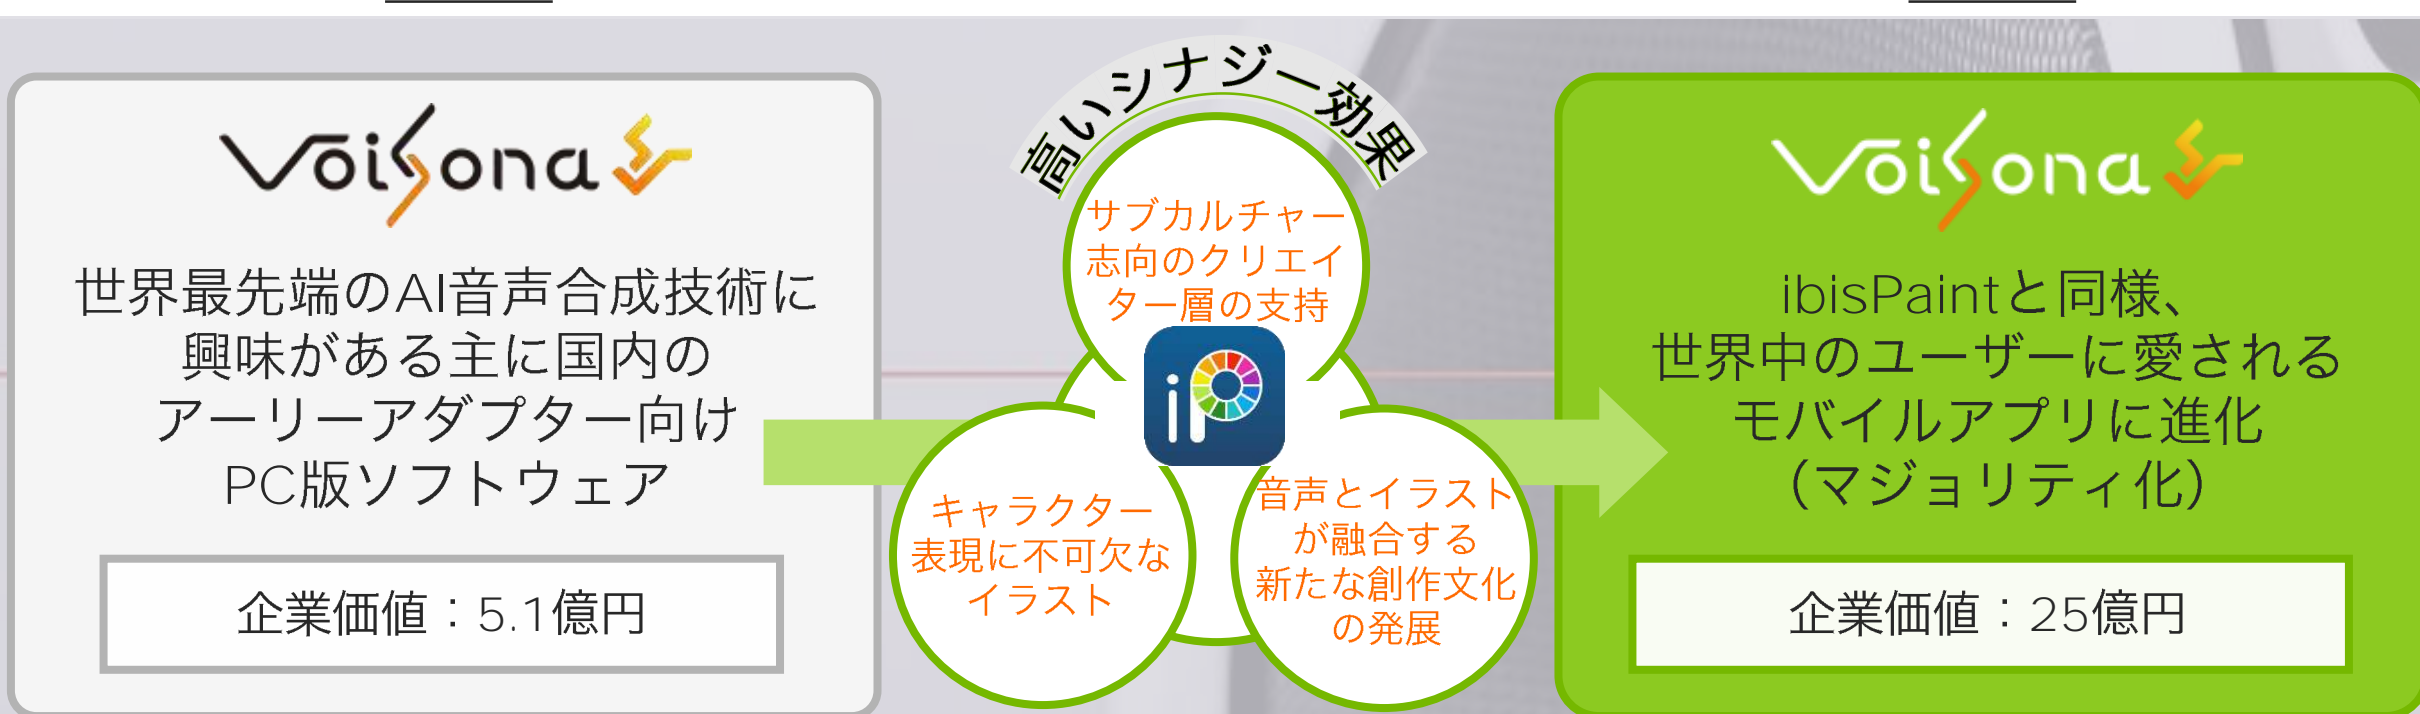 VoiSona
世界最先端のAI音声合成技術に
興味がある主に国内の
アーリーアダプター向け
PC版ソフトウェア
企業価値：5.1億円
高いシナジー効果
サブカルチャー
志向のクリエイ
ター層の支持
iP
キャラクター
表現に不可欠な
イラスト
音声とイラスト
が融合する
新たな創作文化
の発展
VoiSona
ibisPaintと同様、
世界中のユーザーに愛される
モバイルアプリに進化
（マジョリティ化）
企業価値：25億円